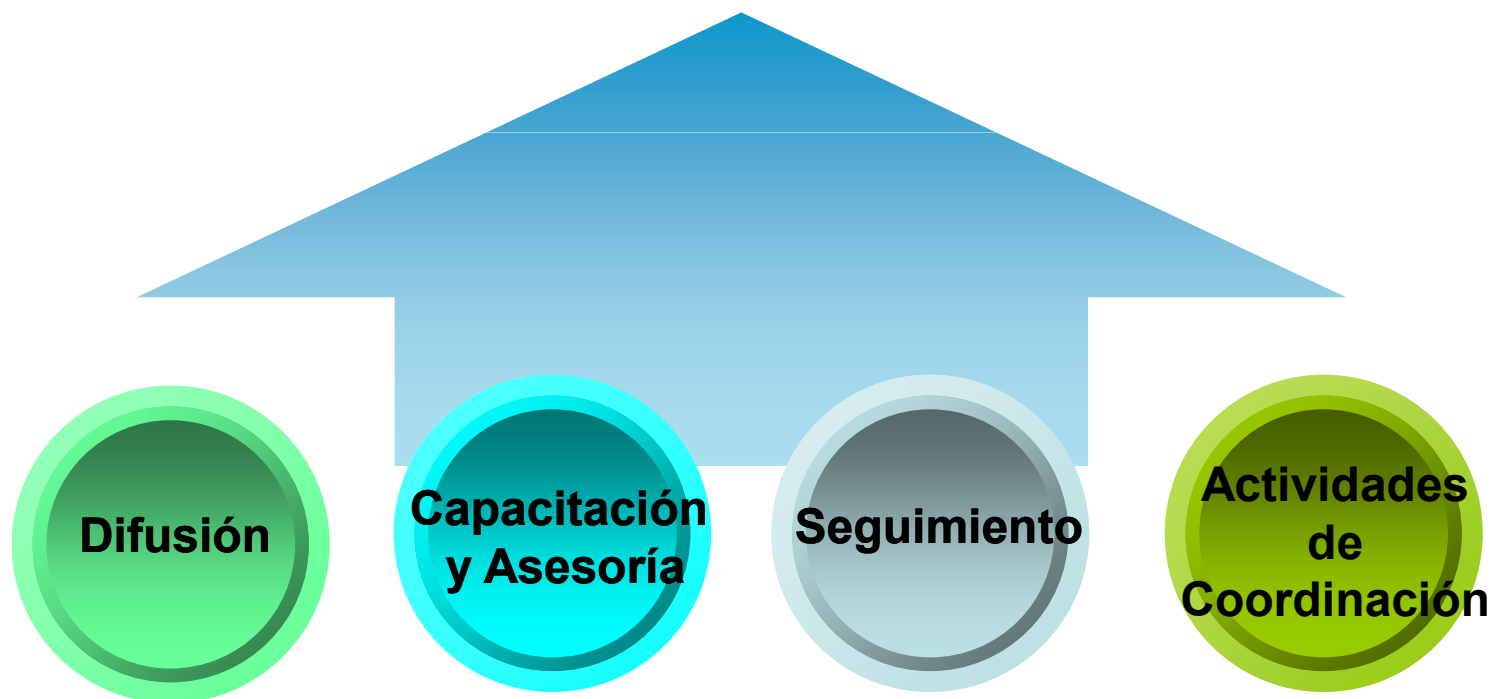 Difusión
Capacitación
y Asesoría
Seguimiento
Actividades
de
Coordinación